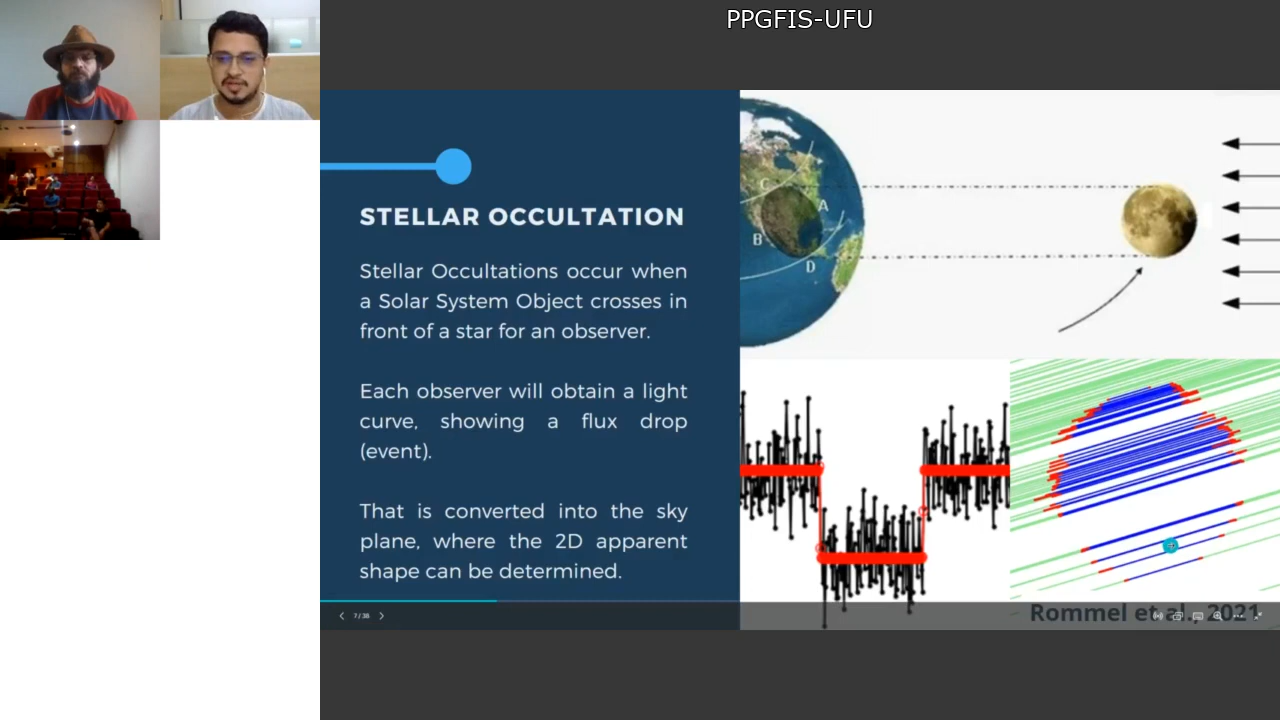 PPGFIS-UFU
STELLAR OCCULTATION
Stellar Occultations occur when
a Solar System Object crosses in
front of a star for an observer.
Each observer will obtain a light
curve, showing a flux drop
(event).
That is converted into the sky
plane, where the 2D apparent
shape can be determined.
C
A
B
D
Rommel et al., 2021
7/38